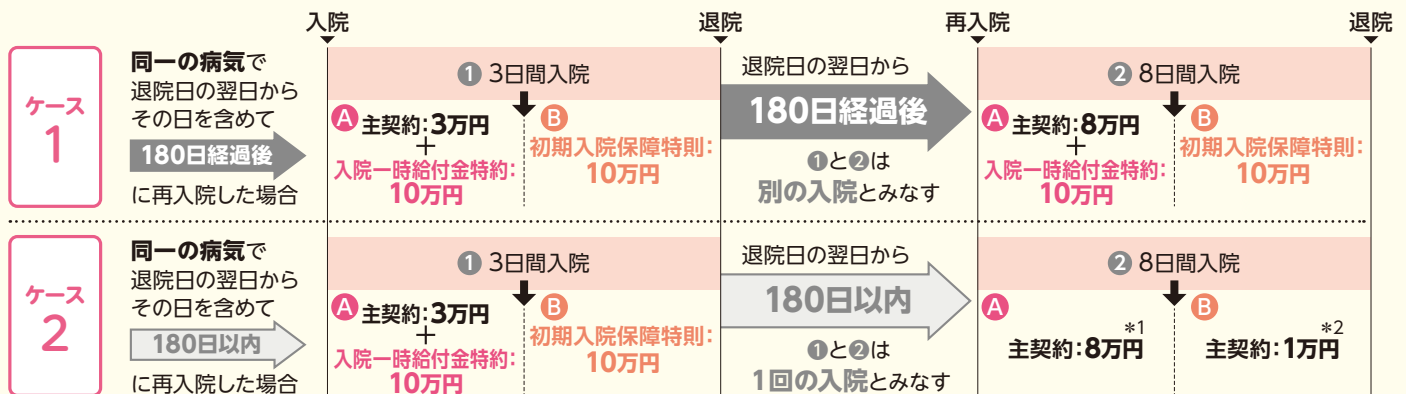 入院
退院
再入院
退院
ケース
1
同一の病気で
退院日の翌日から
その日を含めて
180日経過後
に再入院した場合
❶ 3日間入院
A 主契約:3万円
+
入院一時給付金特約:
10万円
B
初期入院保障特則:
10万円
退院日の翌日から
180日経過後
❶と❷は
別の入院とみなす
❷ 8日間入院
A 主契約:8万円
+
入院一時給付金特約:
10万円
B
初期入院保障特則:
10万円
ケース
2
同一の病気で
退院日の翌日から
その日を含めて
180日以内
に再入院した場合
❶ 3日間入院
A 主契約:3万円
+
入院一時給付金特約:
10万円
B
初期入院保障特則:
10万円
退院日の翌日から
180日以内
❶と❷は
1回の入院とみなす
❷ 8日間入院
A
*1
主契約:8万円
B
*2
主契約:1万円